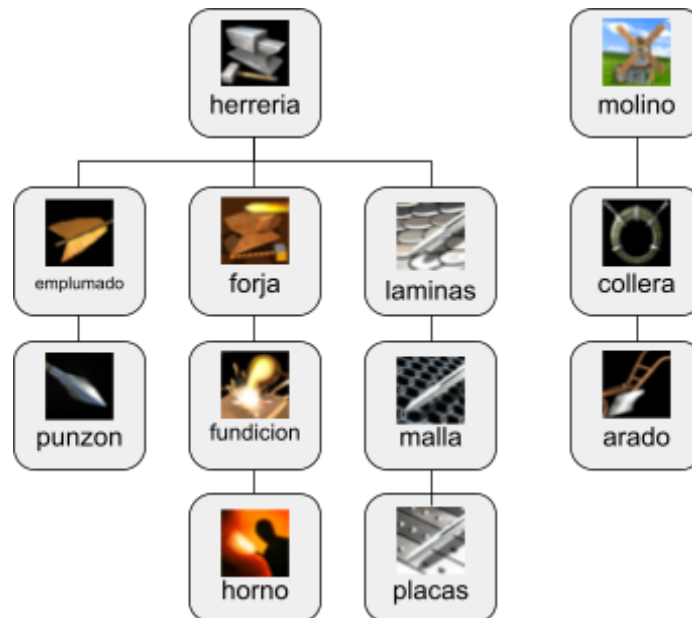 herreria
molino
emplumado
forja
laminas
collera
punzon
fundicion
malla
arado
horno
placas